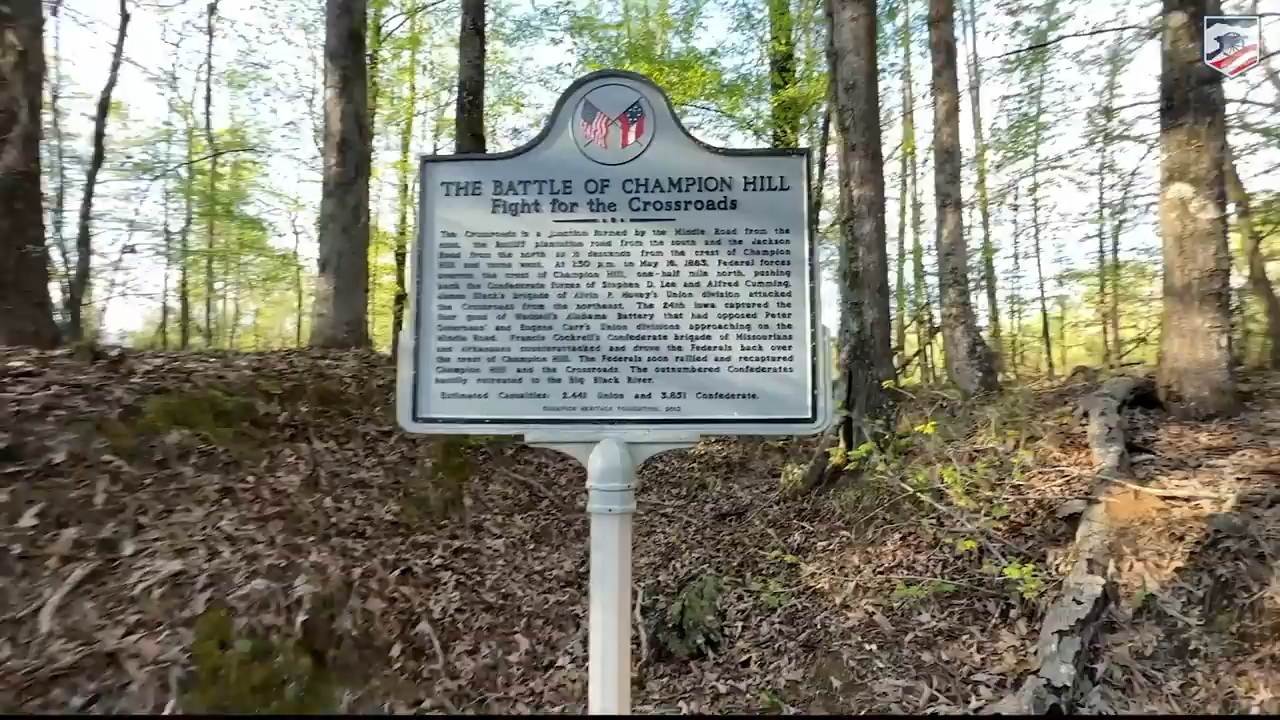 THE BATTLE OF CHAMPION HILL
Fight for the Crossroads
The Crossroads is a junction formed by the Middle Road from the
east, the Ratliff plantation road from the south and the Jackson
Road from the north as it descends from the crest of Champion
Hill and turns west. At 1:30 p.m. on May 16, 1863, Federal forces
overran the crest of Champion Hill, one-half mile north, pushing
back the Confederate forces of Stephen D. Lee and Alfred Cumming.
James Slack's brigade of Alvin P. Hovey's Union division attacked
the Crossroads from the northeast. The 24th Iowa captured the
four guns of Waddell's Alabama Battery that had opposed Peter
Osterhaus' and Eugene Carr's Union divisions approaching on the
Middle Road. Francis Cockrell's Confederate brigade of Missourians
and Arkansans counterattacked and drove the Federals back over
the crest of Champion Hill. The Federals soon rallied and recaptured
Champion Hill and the Crossroads. The outnumbered Confederates
hastily retreated to the Big Black River.
Estimated Casualties: 2,441 Union and 3,851 Confederate.
CHAMPION HERITAGE FOUNDATION, 2012